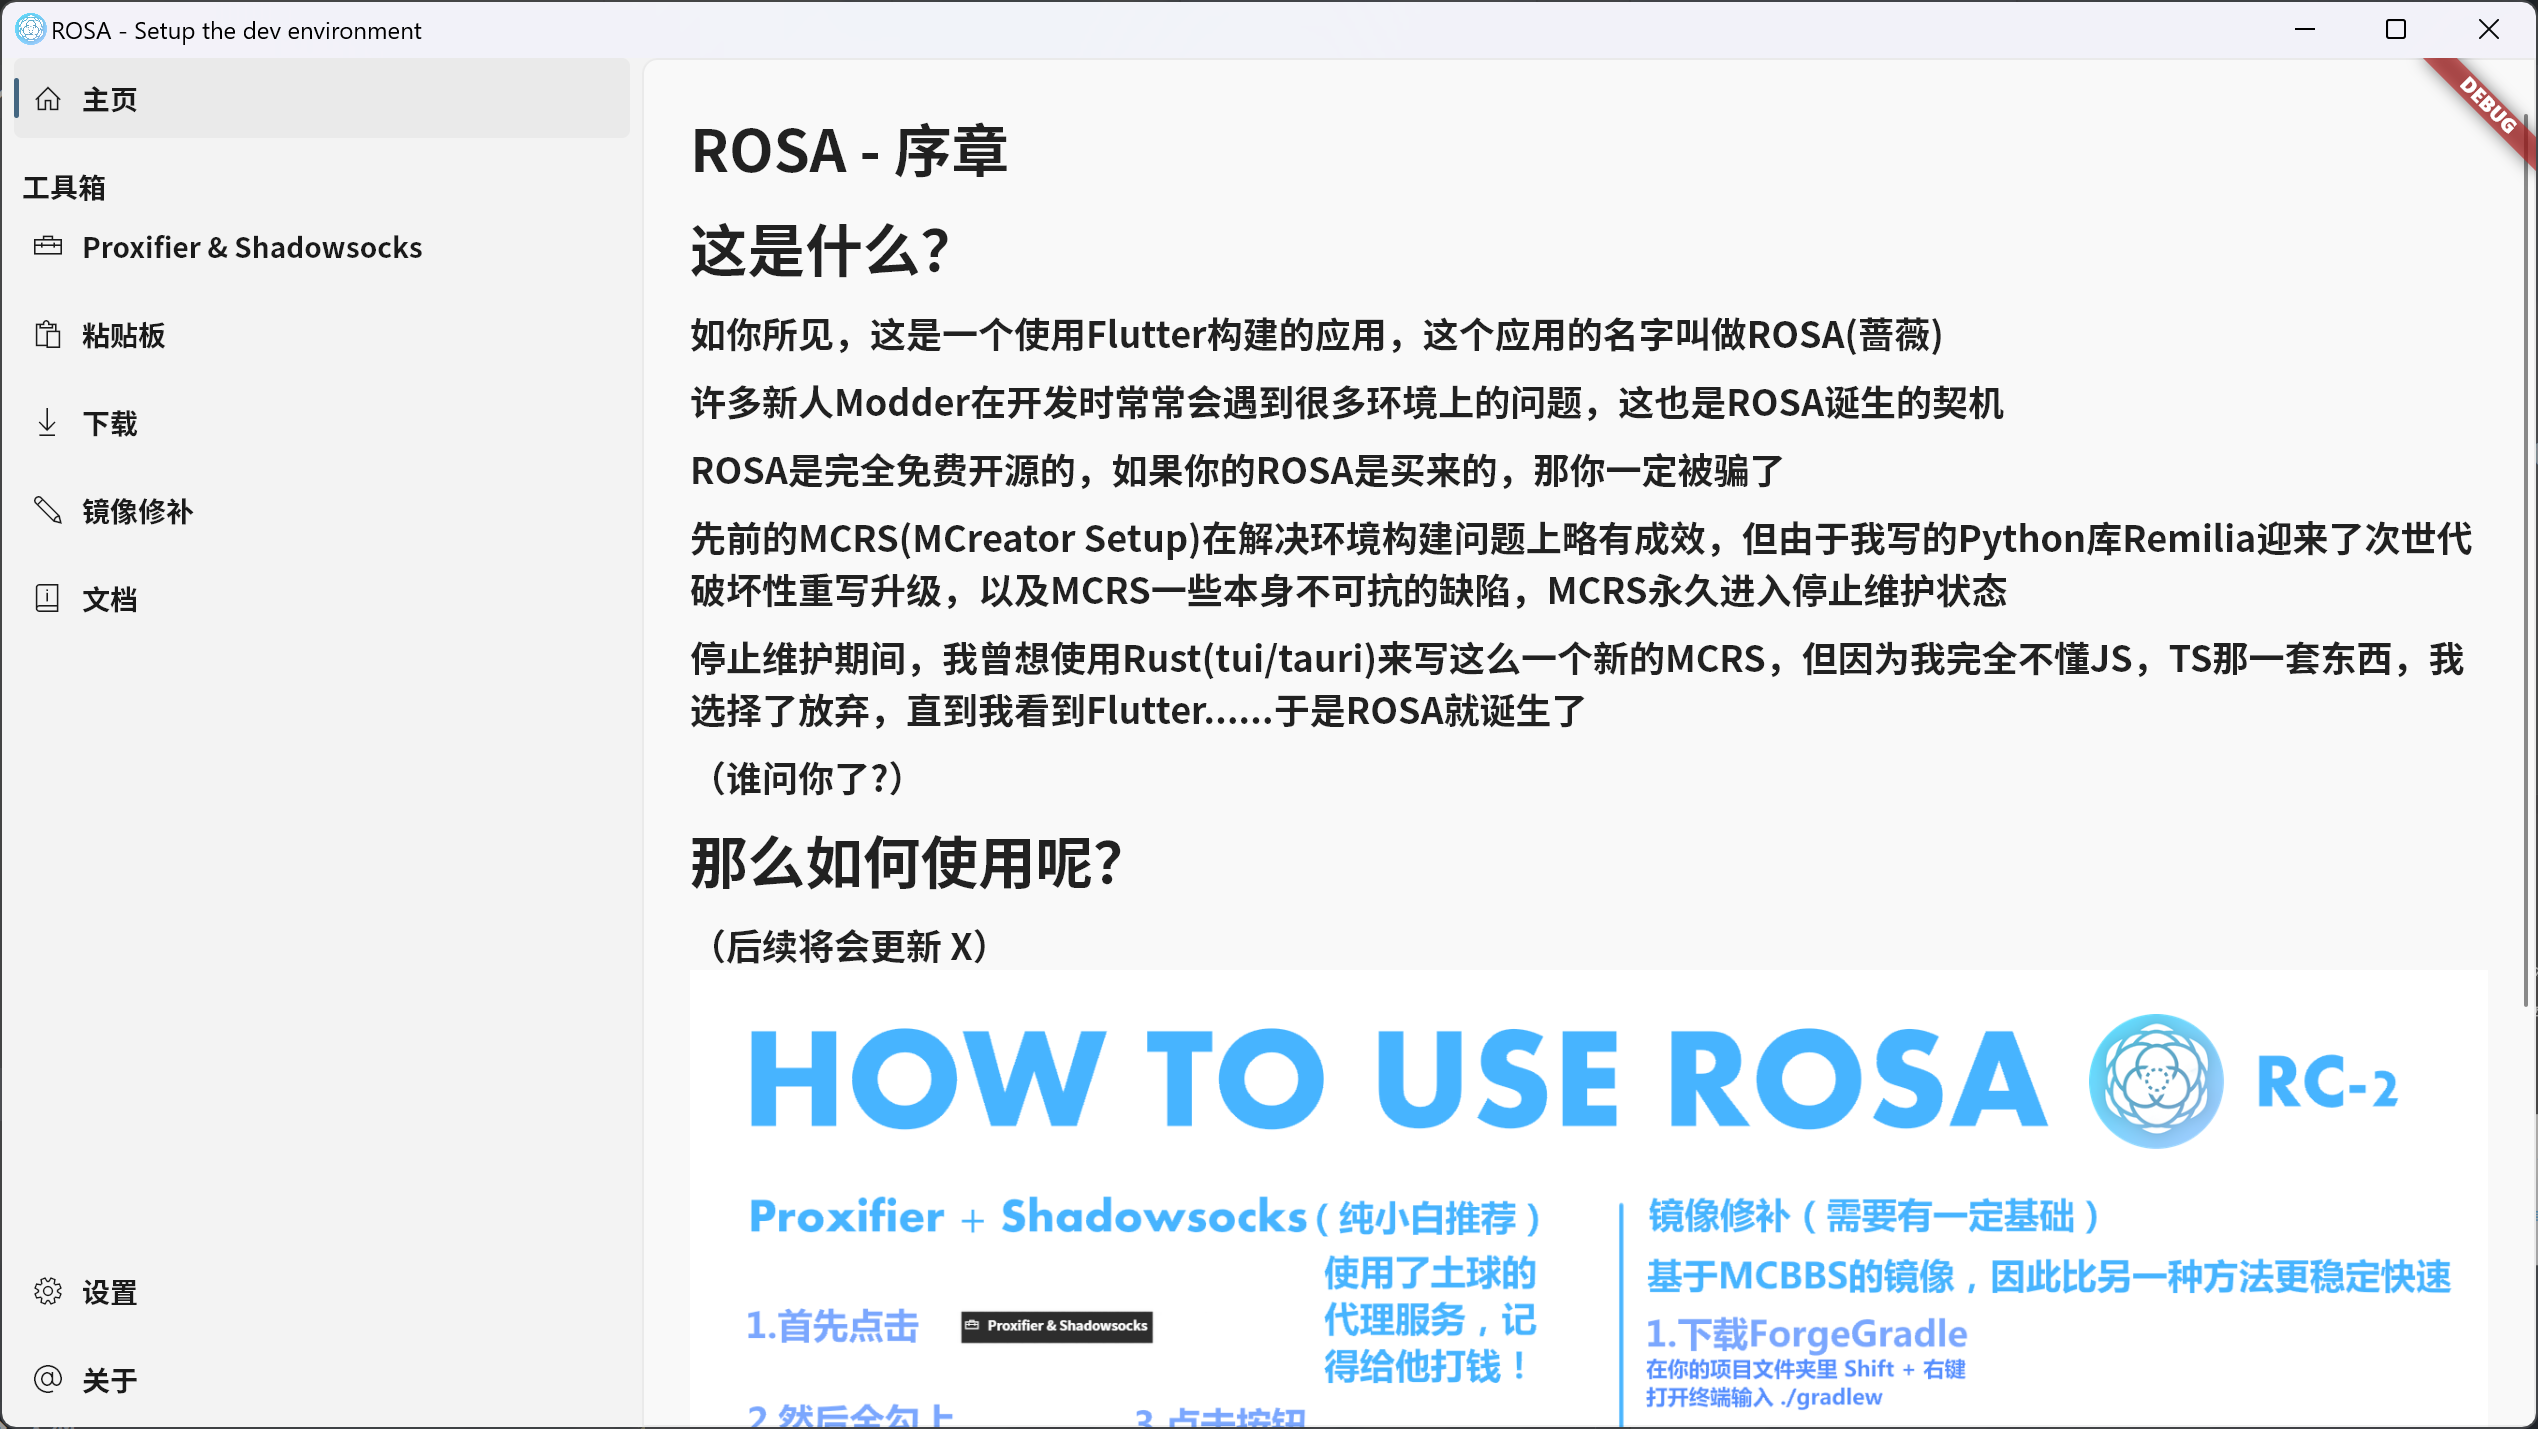 ROSA - Setup the dev environment
主页
工具箱
Proxifier & Shadowsocks
粘贴板
下载
镜像修补
文档
设置
关于
DEBUG
ROSA - 序章
这是什么？
如你所见，这是一个使用Flutter构建的应用，这个应用的名字叫做ROSA(蔷薇)
许多新人Modder在开发时常常会遇到很多环境上的问题，这也是ROSA诞生的契机
ROSA是完全免费开源的，如果你的ROSA是买来的，那你一定被骗了
先前的MCRS(MCreator Setup)在解决环境构建问题上略有成效，但由于我写的Python库Remilia迎来了次世代
破坏性重写升级，以及MCRS一些本身不可抗的缺陷，MCRS永久进入停止维护状态
停止维护期间，我曾想使用Rust(tui/tauri)来写这么一个新的MCRS，但因为我完全不懂JS，TS那一套东西，我
选择了放弃，直到我看到Flutter......于是ROSA就诞生了
（谁问你了?）
那么如何使用呢？
（后续将会更新 X）
HOW TO USE ROSA RC-2
Proxifier + Shadowsocks（纯小白推荐）
使用了土球的
代理服务，记
得给他打钱！
1.首先点击 Proxifier & Shadowsocks
2.然后全勾上
3.点击按钮
镜像修补（需要有一定基础）
基于MCBBS的镜像，因此比另一种方法更稳定快速
1.下载ForgeGradle
在你的项目文件夹里 Shift + 右键
打开终端输入 ./gradlew